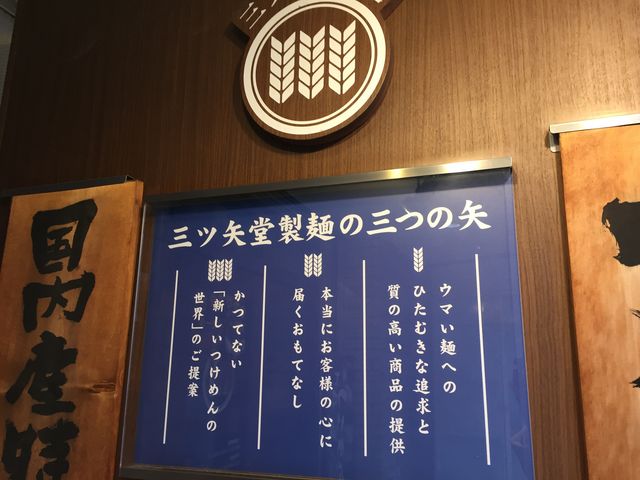 三ツ
三ツ矢堂製麺の三つの矢
ウマい麺への
ひたむきな追求と
質の高い商品の提供
本当にお客様の心に
届くおもてなし
かつてない
「新しいつけめんの
世界」のご提案
国内産特